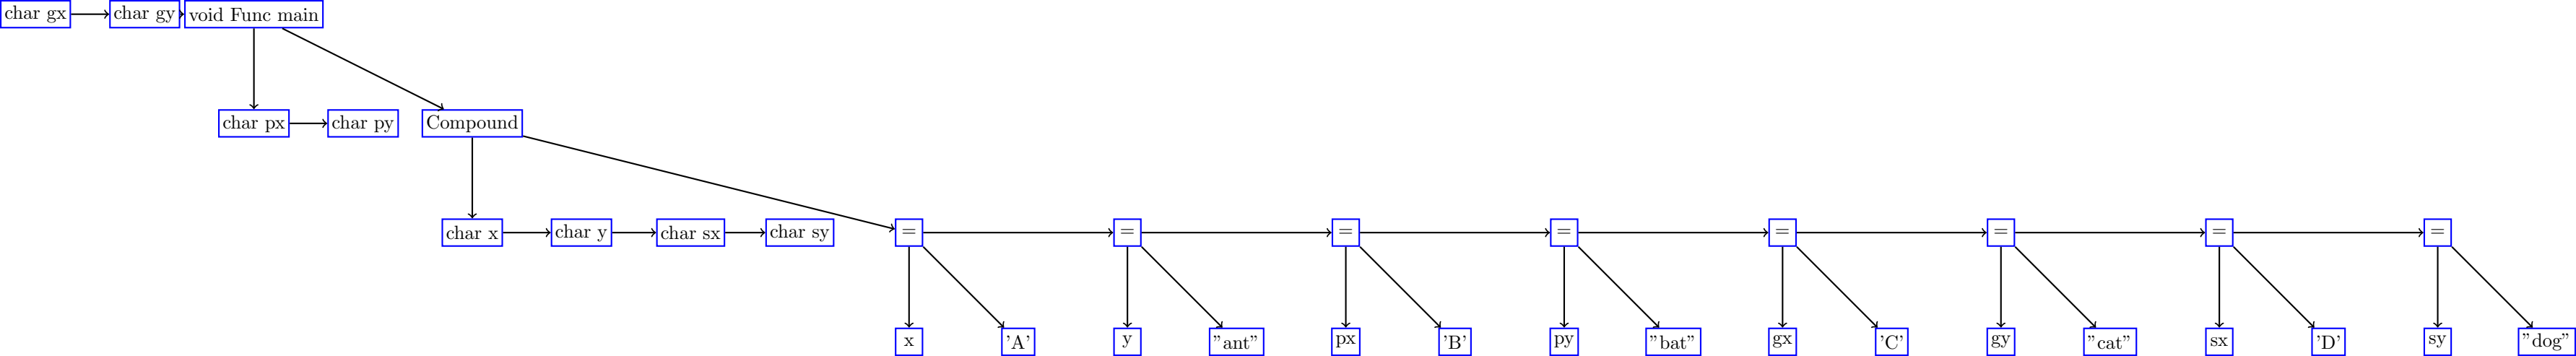 char gx char gy void Func main
char px char py Compound
char x char y char sx char sy = = = = = = = =
x 'A' y "ant" px 'B' py "bat" gx 'C' gy "cat" sx 'D' sy "dog"